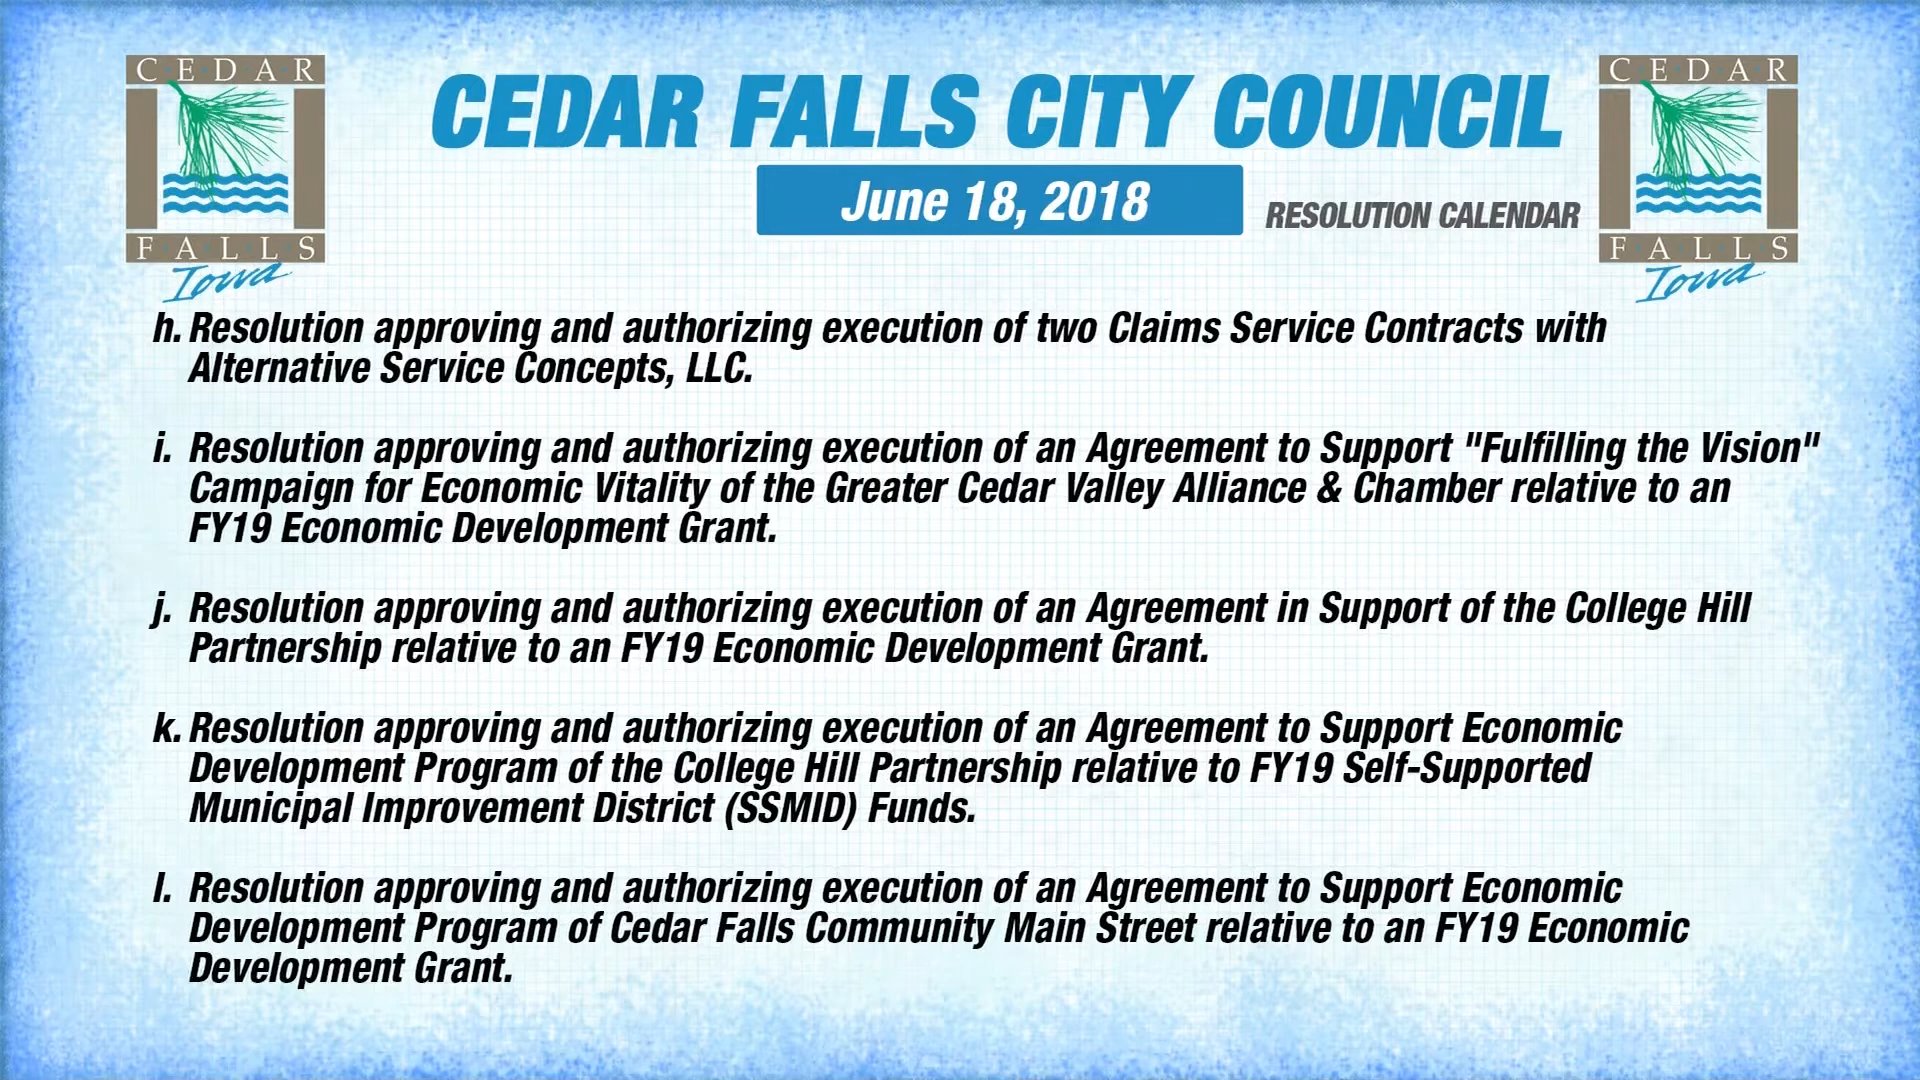 CEDAR
FALLS
Iowa
CEDAR FALLS CITY COUNCIL
June 18, 2018
RESOLUTION CALENDAR
CEDAR
FALLS
Iowa
h. Resolution approving and authorizing execution of two Claims Service Contracts with
Alternative Service Concepts, LLC.
i. Resolution approving and authorizing execution of an Agreement to Support "Fulfilling the Vision"
Campaign for Economic Vitality of the Greater Cedar Valley Alliance & Chamber relative to an
FY19 Economic Development Grant.
j. Resolution approving and authorizing execution of an Agreement in Support of the College Hill
Partnership relative to an FY19 Economic Development Grant.
k. Resolution approving and authorizing execution of an Agreement to Support Economic
Development Program of the College Hill Partnership relative to FY19 Self-Supported
Municipal Improvement District (SSMID) Funds.
l. Resolution approving and authorizing execution of an Agreement to Support Economic
Development Program of Cedar Falls Community Main Street relative to an FY19 Economic
Development Grant.